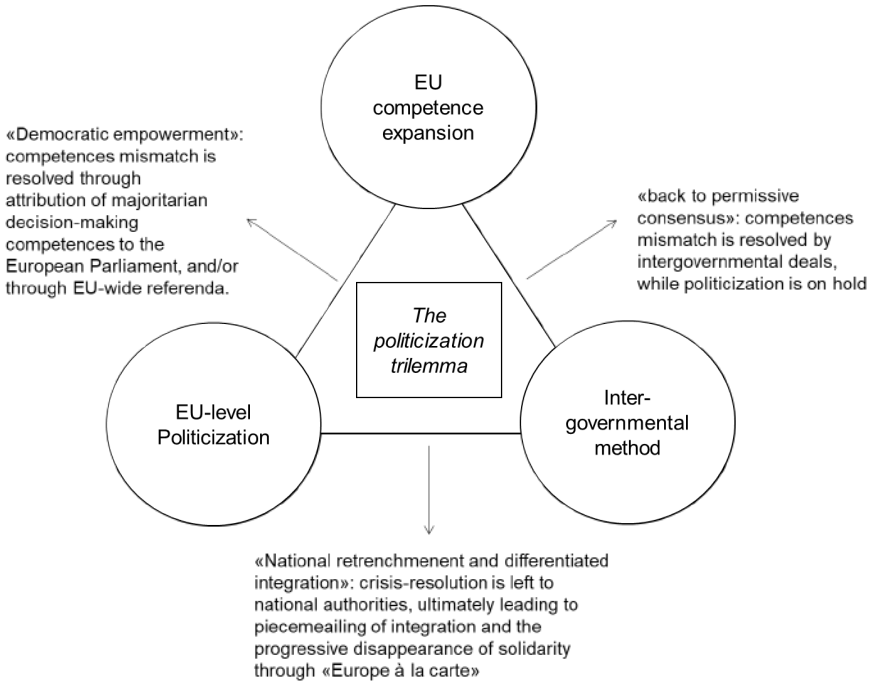 EU
competence
expansion
«Democratic empowerment»:
competences mismatch is
resolved through
attribution of majoritarian
decision-making
competences to the
European Parliament, and/or
through EU-wide referenda.
«back to permissive
consensus»: competences
mismatch is resolved by
intergovernmental deals,
while politicization is on hold
The
politicization
trilemma
EU-level
Politicization
Inter-
governmental
method
«National retrenchmenent and differentiated
integration»: crisis-resolution is left to
national authorities, ultimately leading to
piecemeailing of integration and the
progressive disappearance of solidarity
through «Europe à la carte»